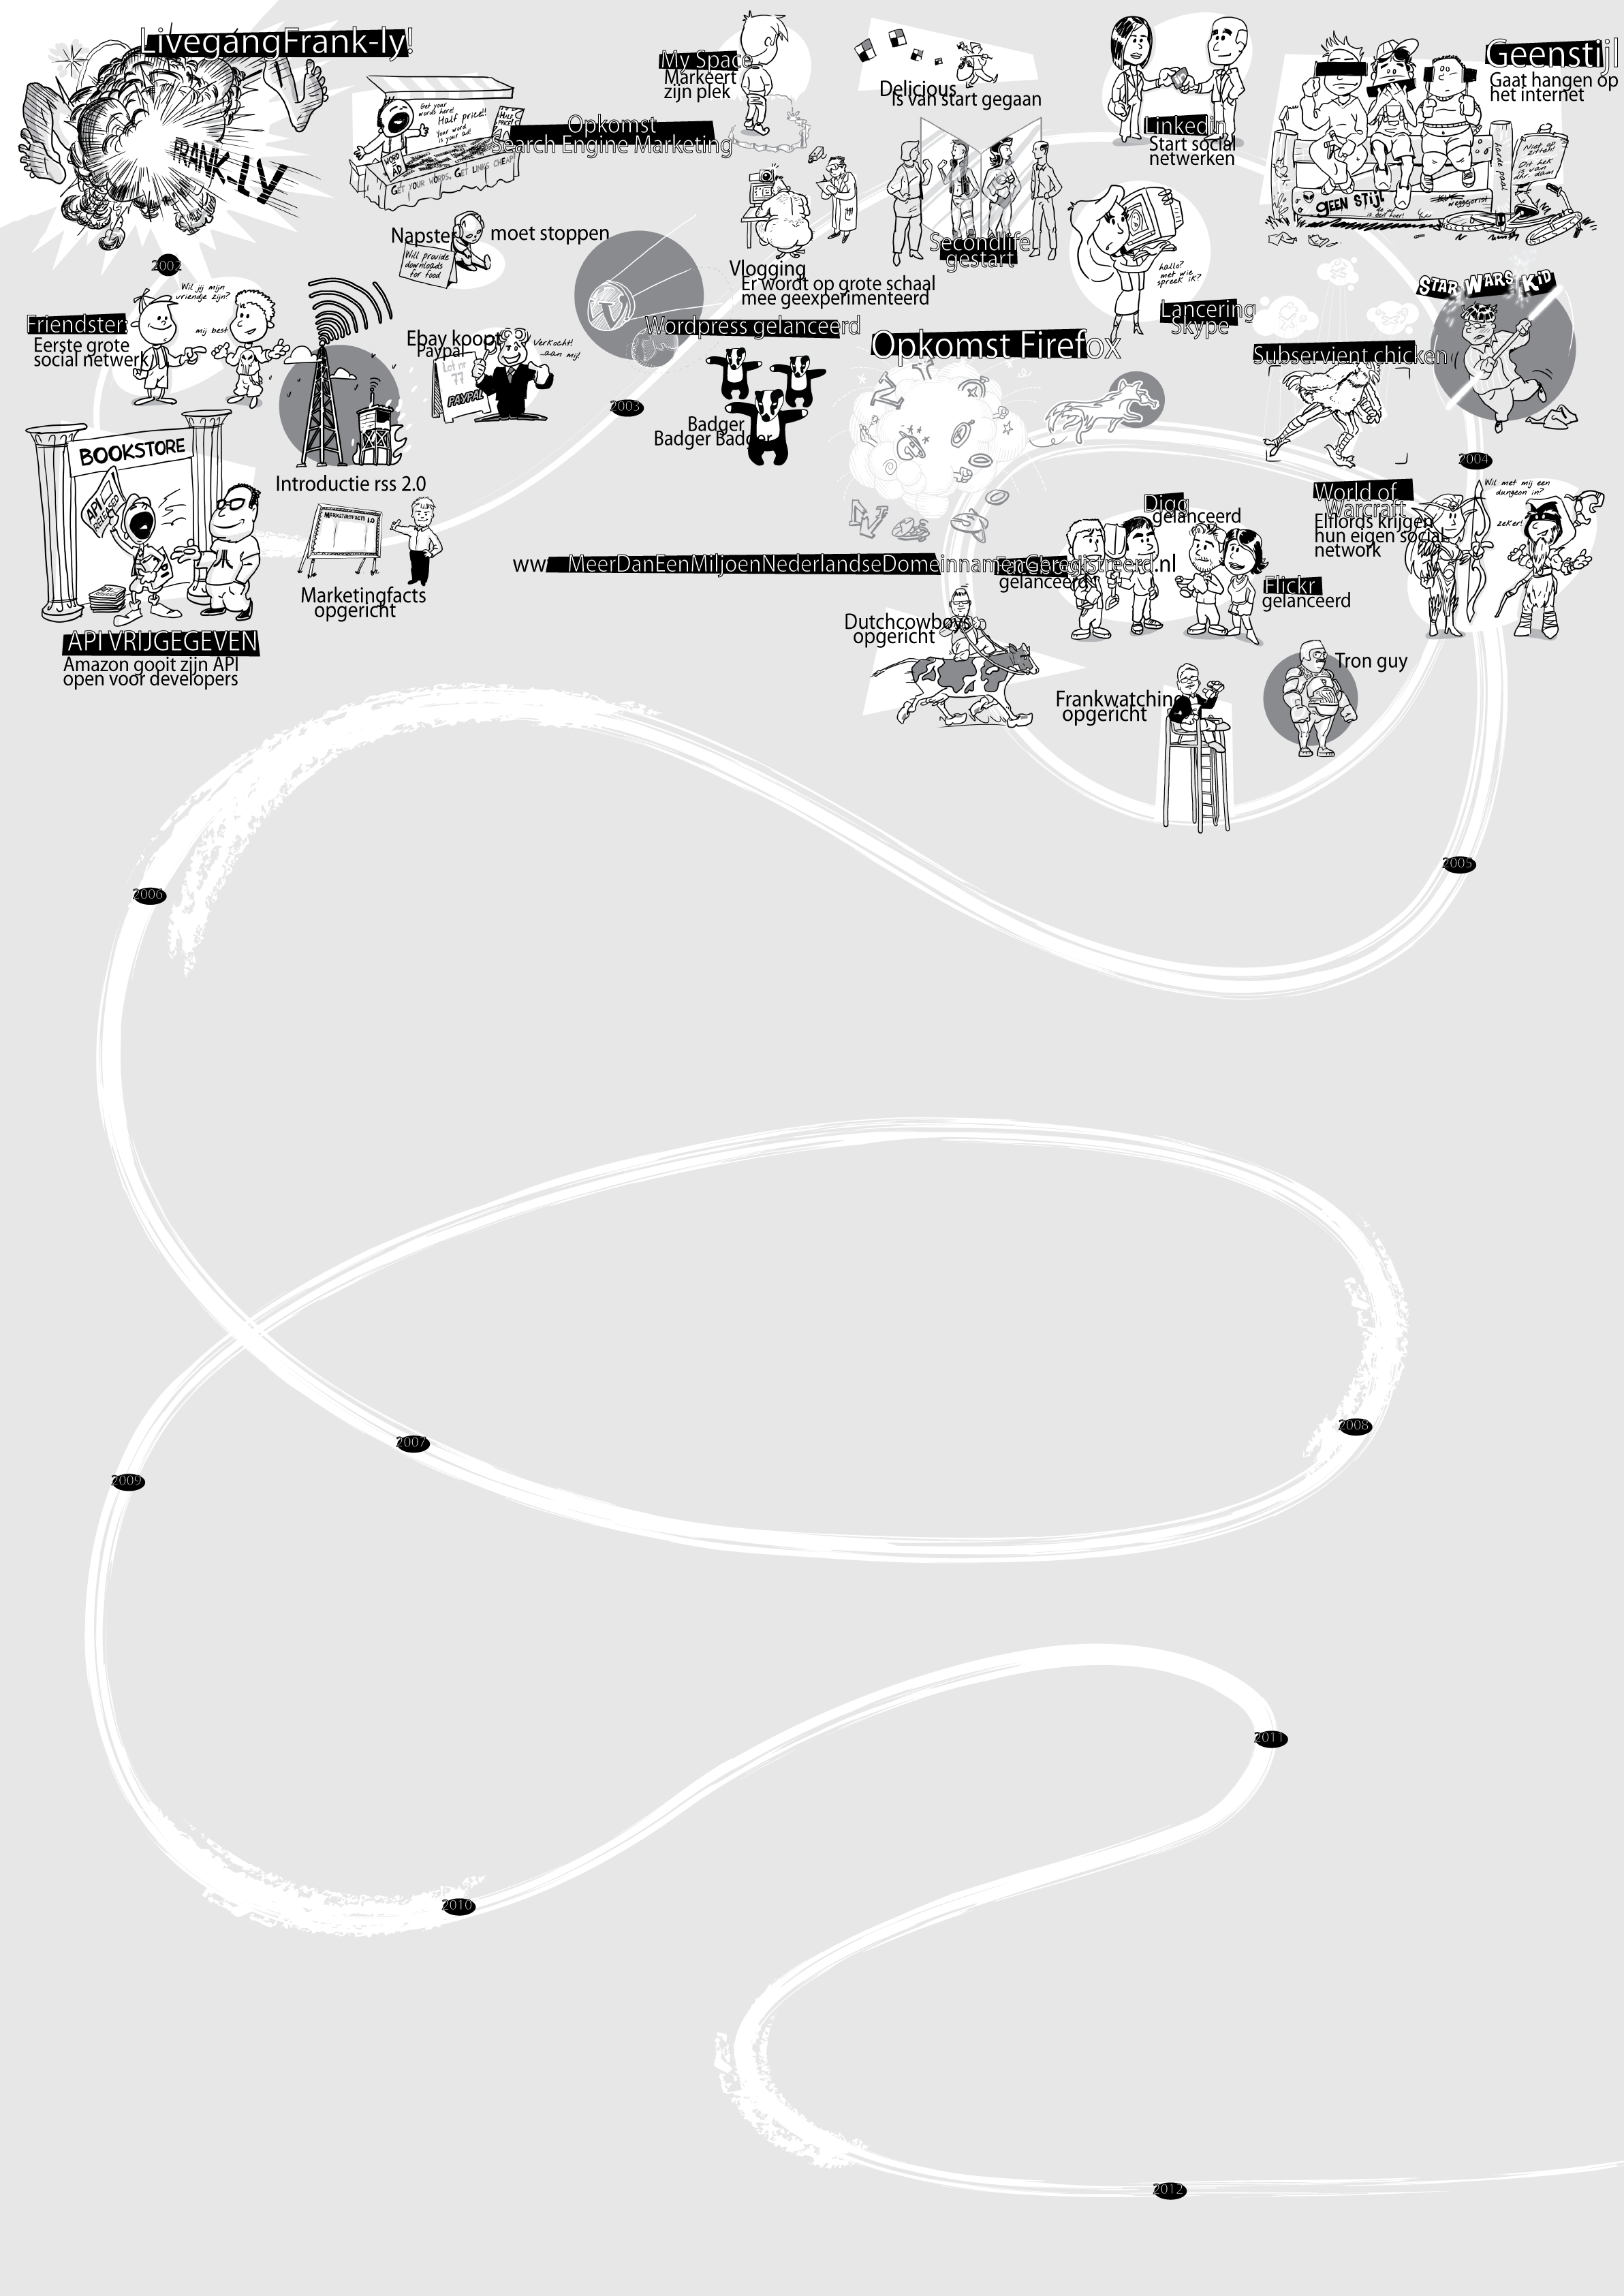 LivegangFrank-ly!
FRANK-LY
2002
Get your
words here!
Half price!!
Your word
is your ad!
HALF
PRICE!
WORD
AD
GET YOUR WORDS, GET LINKS CHEAP!
Opkomst
Search Engine Marketing
My Space
Markeert
zijn plek
Delicious
Is van start gegaan
Linkedin
Start social
netwerken
Geenstijl
Gaat hangen op
het internet
GEEN STIJL
Napster moet stoppen
Will provide
downloads
for food
Vlogging
Er wordt op grote schaal
mee geexperimenteerd
Secondlife
gestart
hallo?
met wie
spreek ik?
Lancering
Skype
STAR WARS KID
Friendster:
Eerste grote
social netwerk
Wil jij mijn
vriendje zijn?
mij best
Ebay koopt
Paypal
Lot nr
77
PAYPAL
Verkocht!
...aan mij!
Wordpress gelanceerd
Opkomst Firefox
Subservient chicken
2003
Badger
Badger Badger
2004
BOOKSTORE
API
RELEASED
API VRIJGEGEVEN
Amazon gooit zijn API
open voor developers
Introductie rss 2.0
MARKETINGFACTS 1.0
Marketingfacts
opgericht
www.MeerDanEenMiljoenNederlandseDomeinnamenGeregistreerd.nl
gelanceerd
Digg
gelanceerd
Flickr
gelanceerd
World of
Warcraft
Elflords krijgen
hun eigen social
network
Wil met mij een
dungeon in?
zeker!
Dutchcowboys
opgericht
Frankwatching
opgericht
Tron guy
2005
2006
2007
2008
2009
2010
2011
2012